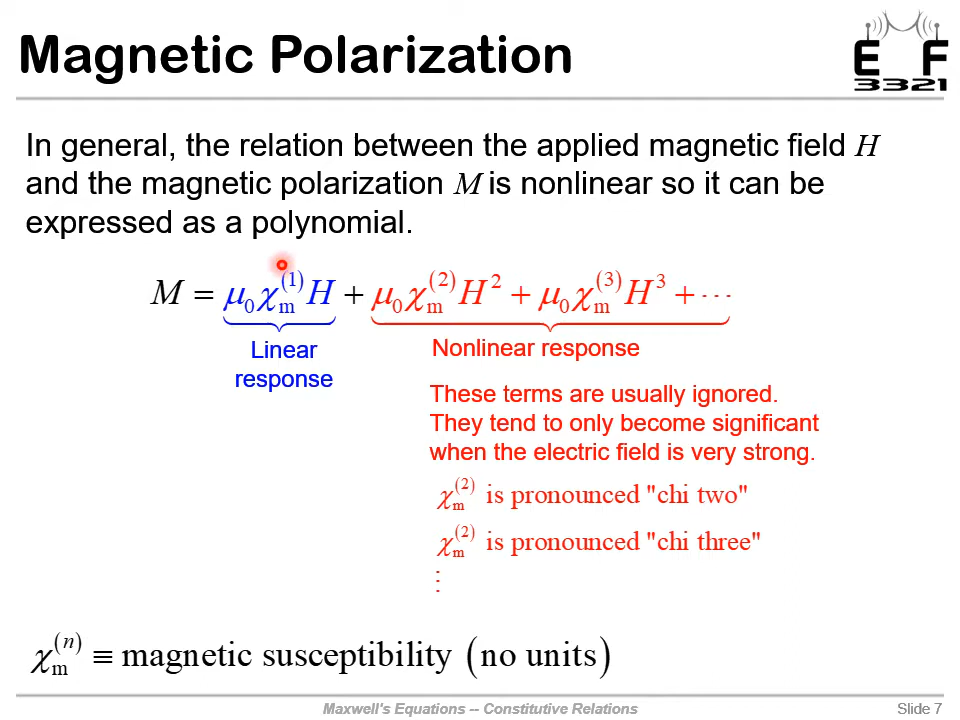 Magnetic Polarization
E F
3321
In general, the relation between the applied magnetic field H
and the magnetic polarization M is nonlinear so it can be
expressed as a polynomial.
M = μ₀χₘ⁽¹⁾H + μ₀χₘ⁽²⁾H² + μ₀χₘ⁽³⁾H³ + ⋯
Linear
response
Nonlinear response
These terms are usually ignored.
They tend to only become significant
when the electric field is very strong.
χₘ⁽²⁾ is pronounced "chi two"
χₘ⁽²⁾ is pronounced "chi three"
⋮
χₘ⁽ⁿ⁾ ≡ magnetic susceptibility (no units)
Maxwell's Equations -- Constitutive Relations
Slide 7